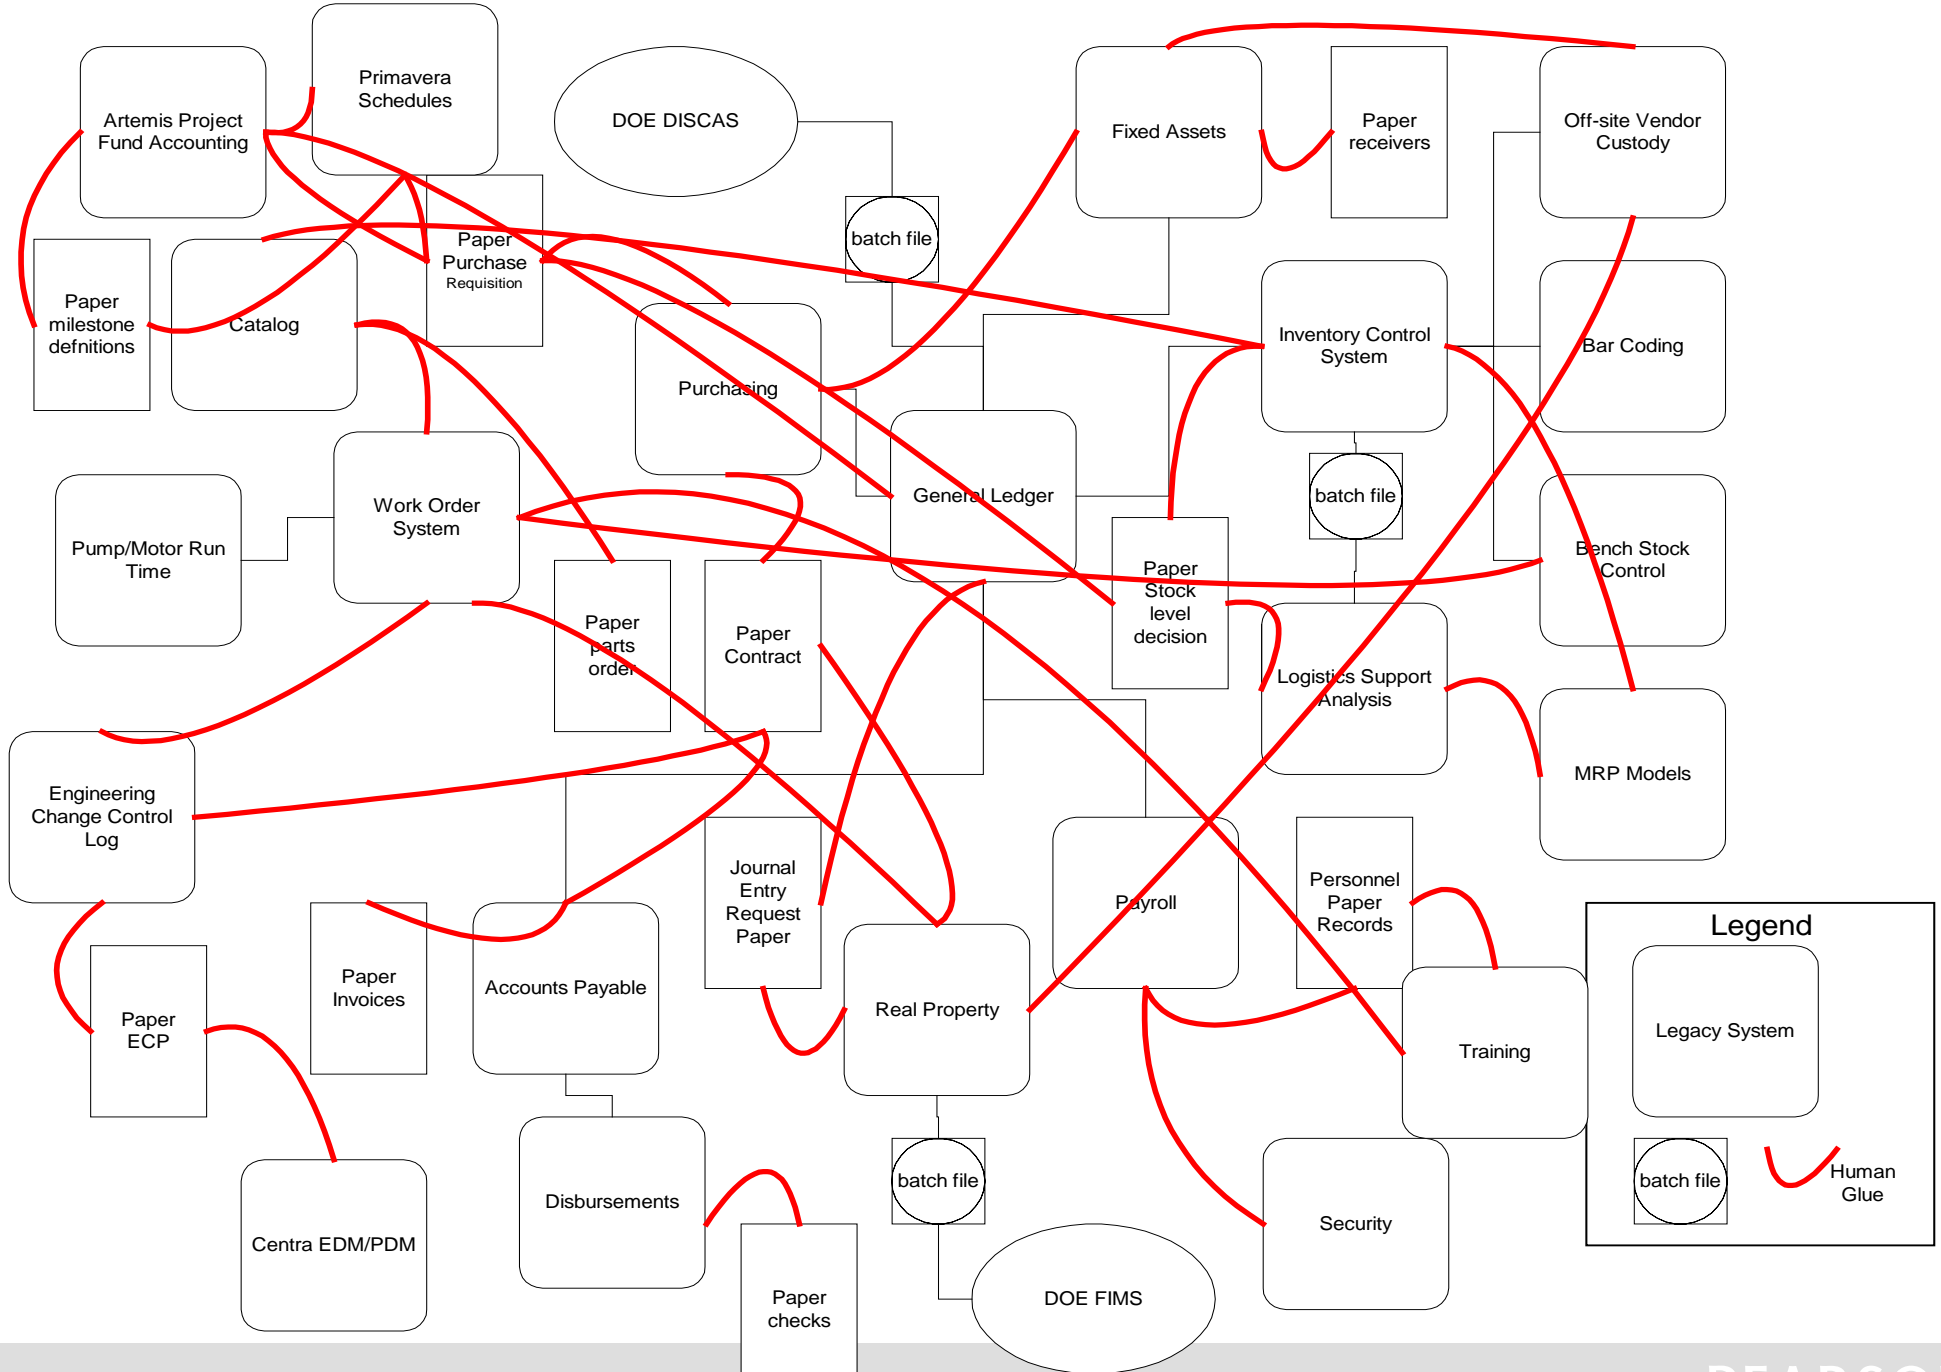 Primavera
Schedules
Artemis Project
Fund Accounting
DOE DISCAS
Fixed Assets
Paper
receivers
Off-site Vendor
Custody
batch file
Paper
Purchase
Requisition
Paper
milestone
defnitions
Catalog
Inventory Control
System
Bar Coding
Purchasing
General Ledger
batch file
Work Order
System
Pump/Motor Run
Time
Bench Stock
Control
Paper
Stock
level
decision
Paper
parts
order
Paper
Contract
Logistics Support
Analysis
MRP Models
Engineering
Change Control
Log
Journal
Entry
Request
Paper
Payroll
Personnel
Paper
Records
Legend
Paper
Invoices
Accounts Payable
Real Property
Paper
ECP
Training
Legacy System
Disbursements
batch file
batch file
Human
Glue
Security
Centra EDM/PDM
Paper
checks
DOE FIMS